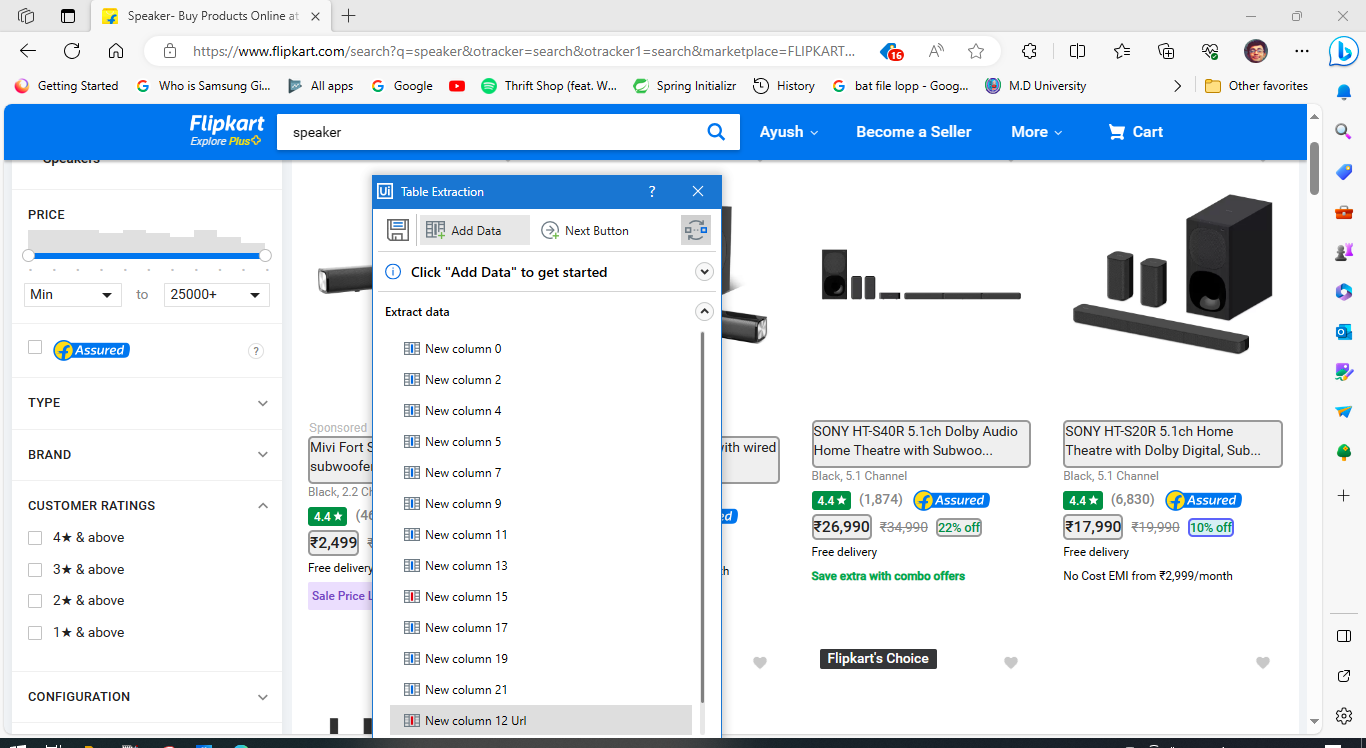 Speaker- Buy Products Online at
https://www.flipkart.com/search?q=speaker&otracker=search&otracker1=search&marketplace=FLIPKART...
16
Getting Started
Who is Samsung Gi...
All apps
Google
Thrift Shop (feat. W...
Spring Initializr
History
bat file lopp - Goog...
M.D University
Other favorites
Flipkart
Explore Plus
speaker
Ayush
Become a Seller
More
Cart
Speakers
PRICE
Min
to
25000+
Assured
?
TYPE
BRAND
CUSTOMER RATINGS
4★ & above
3★ & above
2★ & above
1★ & above
CONFIGURATION
Sponsored
Mivi Fort S
subwoofer
Black, 2.2 Ch
4.4★
(46
₹2,499
Free delivery
Sale Price L
Ui Table Extraction
?
Add Data
Next Button
Click "Add Data" to get started
Extract data
New column 0
New column 2
New column 4
New column 5
New column 7
New column 9
New column 11
New column 13
New column 15
New column 17
New column 19
New column 21
New column 12 Url
with wired
SONY HT-S40R 5.1ch Dolby Audio
Home Theatre with Subwoo...
Black, 5.1 Channel
4.4★ (1,874) Assured
₹26,990 ₹34,990 22% off
Free delivery
Save extra with combo offers
SONY HT-S20R 5.1ch Home
Theatre with Dolby Digital, Sub...
Black, 5.1 Channel
4.4★ (6,830) Assured
₹17,990 ₹19,990 10% off
Free delivery
No Cost EMI from ₹2,999/month
Flipkart's Choice